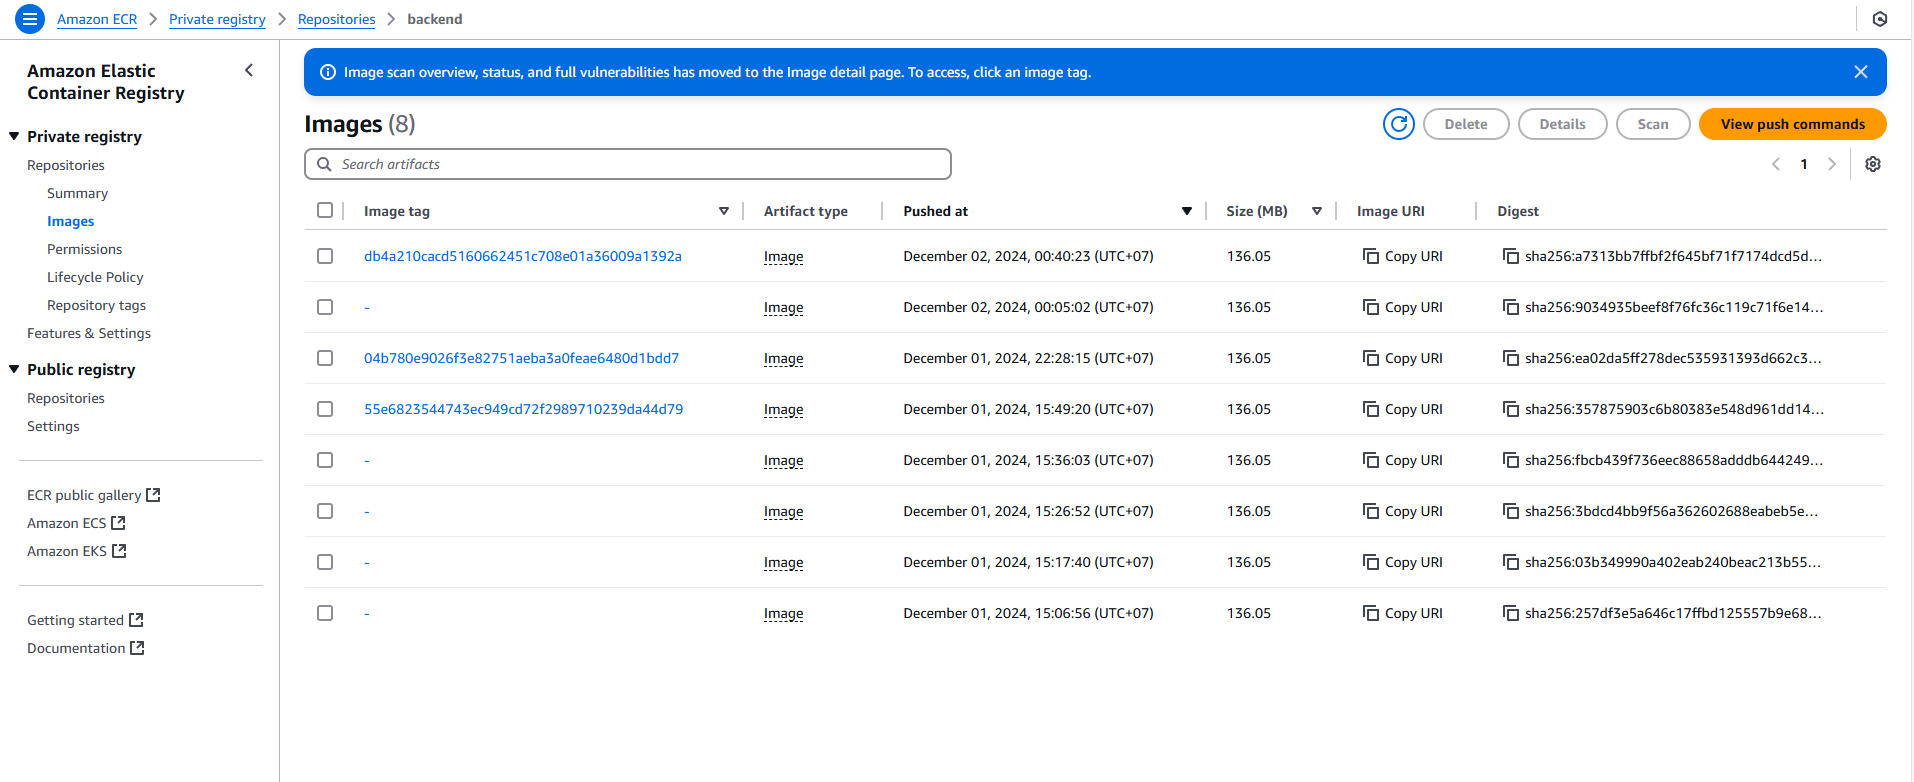 Amazon ECR > Private registry > Repositories > backend
Amazon Elastic
Container Registry
Private registry
Repositories
Summary
Images
Permissions
Lifecycle Policy
Repository tags
Features & Settings
Public registry
Repositories
Settings
ECR public gallery
Amazon ECS
Amazon EKS
Getting started
Documentation
Image scan overview, status, and full vulnerabilities has moved to the Image detail page. To access, click an image tag.
Images (8)
Delete Details Scan View push commands
Search artifacts
1
Image tag Artifact type Pushed at Size (MB) Image URI Digest
db4a210cacd5160662451c708e01a36009a1392a Image December 02, 2024, 00:40:23 (UTC+07) 136.05 Copy URI sha256:a7313bb7ffbf2f645bf71f7174dcd5d...
- Image December 02, 2024, 00:05:02 (UTC+07) 136.05 Copy URI sha256:9034935beef8f76fc36c119c71f6e14...
04b780e9026f3e82751aeba3a0feae6480d1bdd7 Image December 01, 2024, 22:28:15 (UTC+07) 136.05 Copy URI sha256:ea02da5ff278dec535931393d662c3...
55e6823544743ec949cd72f2989710239da44d79 Image December 01, 2024, 15:49:20 (UTC+07) 136.05 Copy URI sha256:357875903c6b80383e548d961dd14...
- Image December 01, 2024, 15:36:03 (UTC+07) 136.05 Copy URI sha256:fbcb439f736eec88658adddb644249...
- Image December 01, 2024, 15:26:52 (UTC+07) 136.05 Copy URI sha256:3bdcd4bb9f56a362602688eabeb5e...
- Image December 01, 2024, 15:17:40 (UTC+07) 136.05 Copy URI sha256:03b349990a402eab240beac213b55...
- Image December 01, 2024, 15:06:56 (UTC+07) 136.05 Copy URI sha256:257df3e5a646c17ffbd125557b9e68...